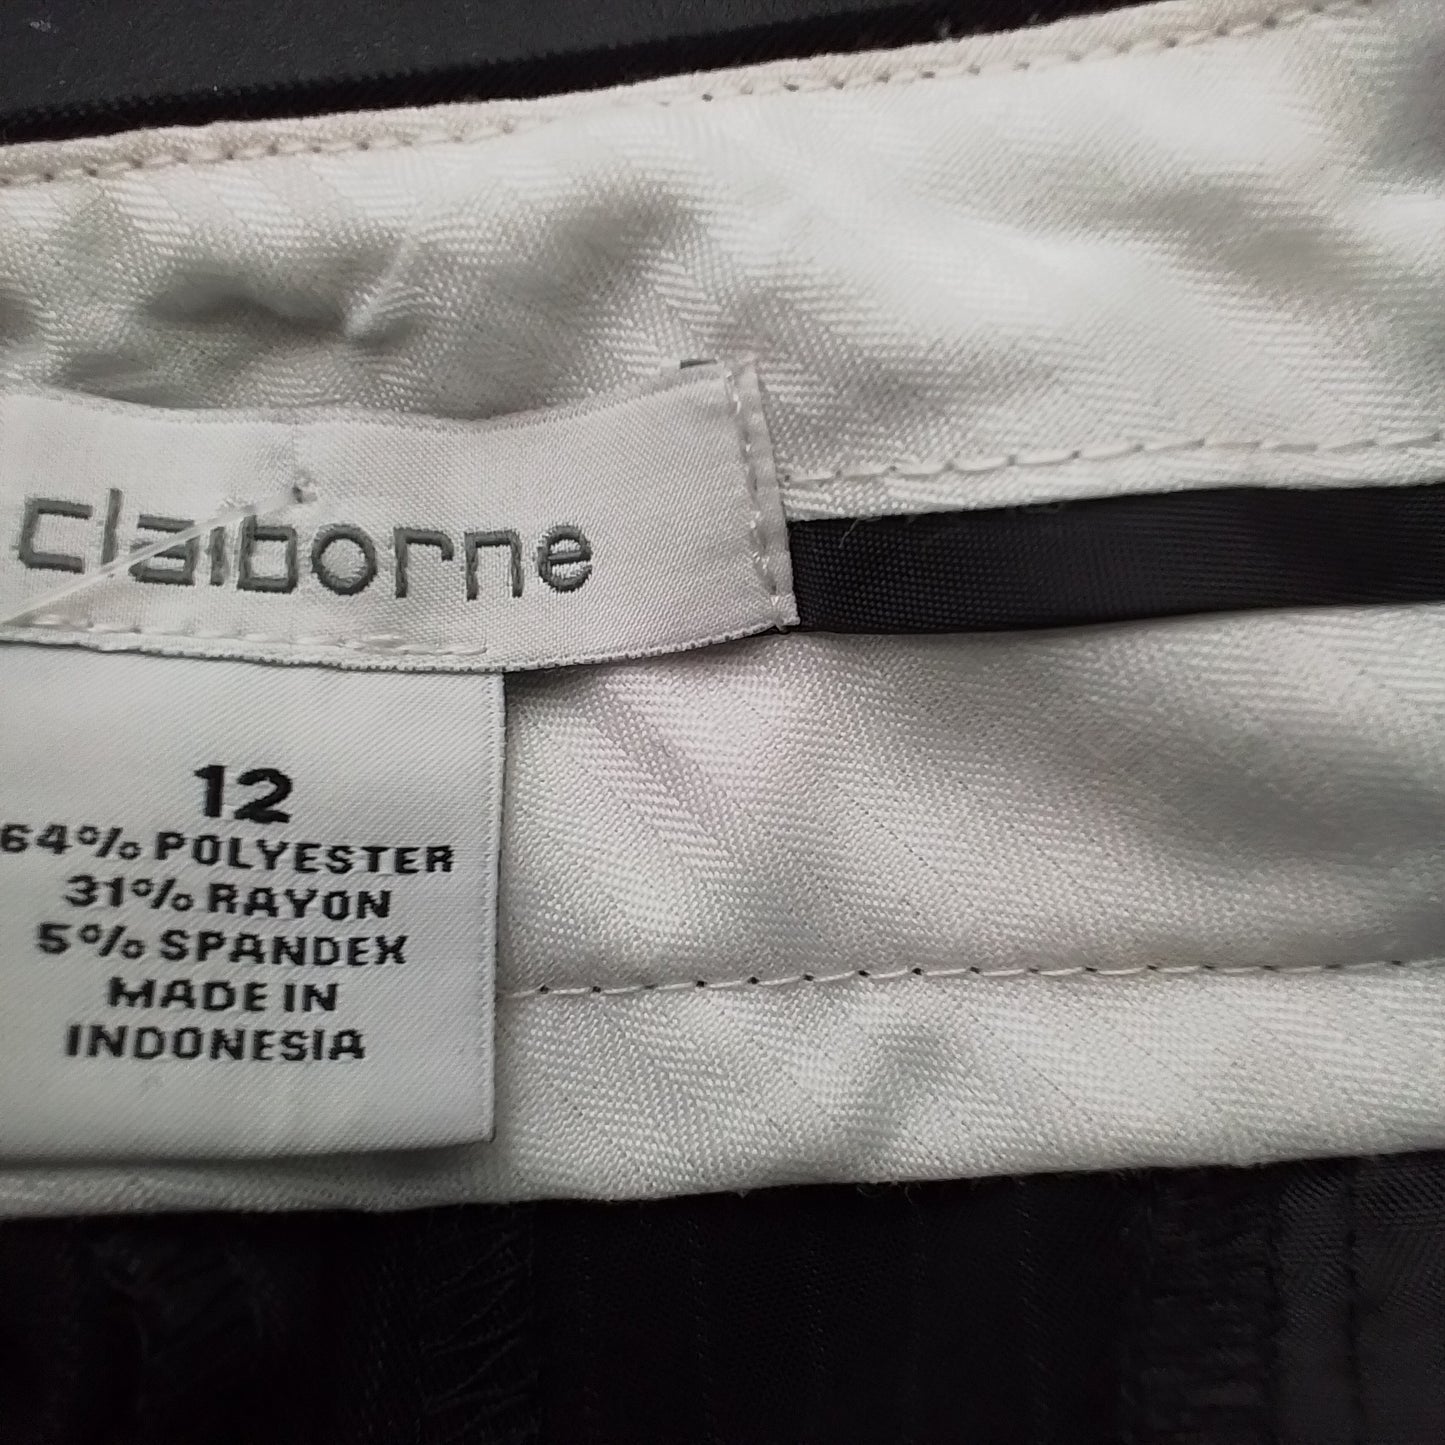 claiborne
12
64% POLYESTER
31% RAYON
5% SPANDEX
MADE IN
INDONESIA